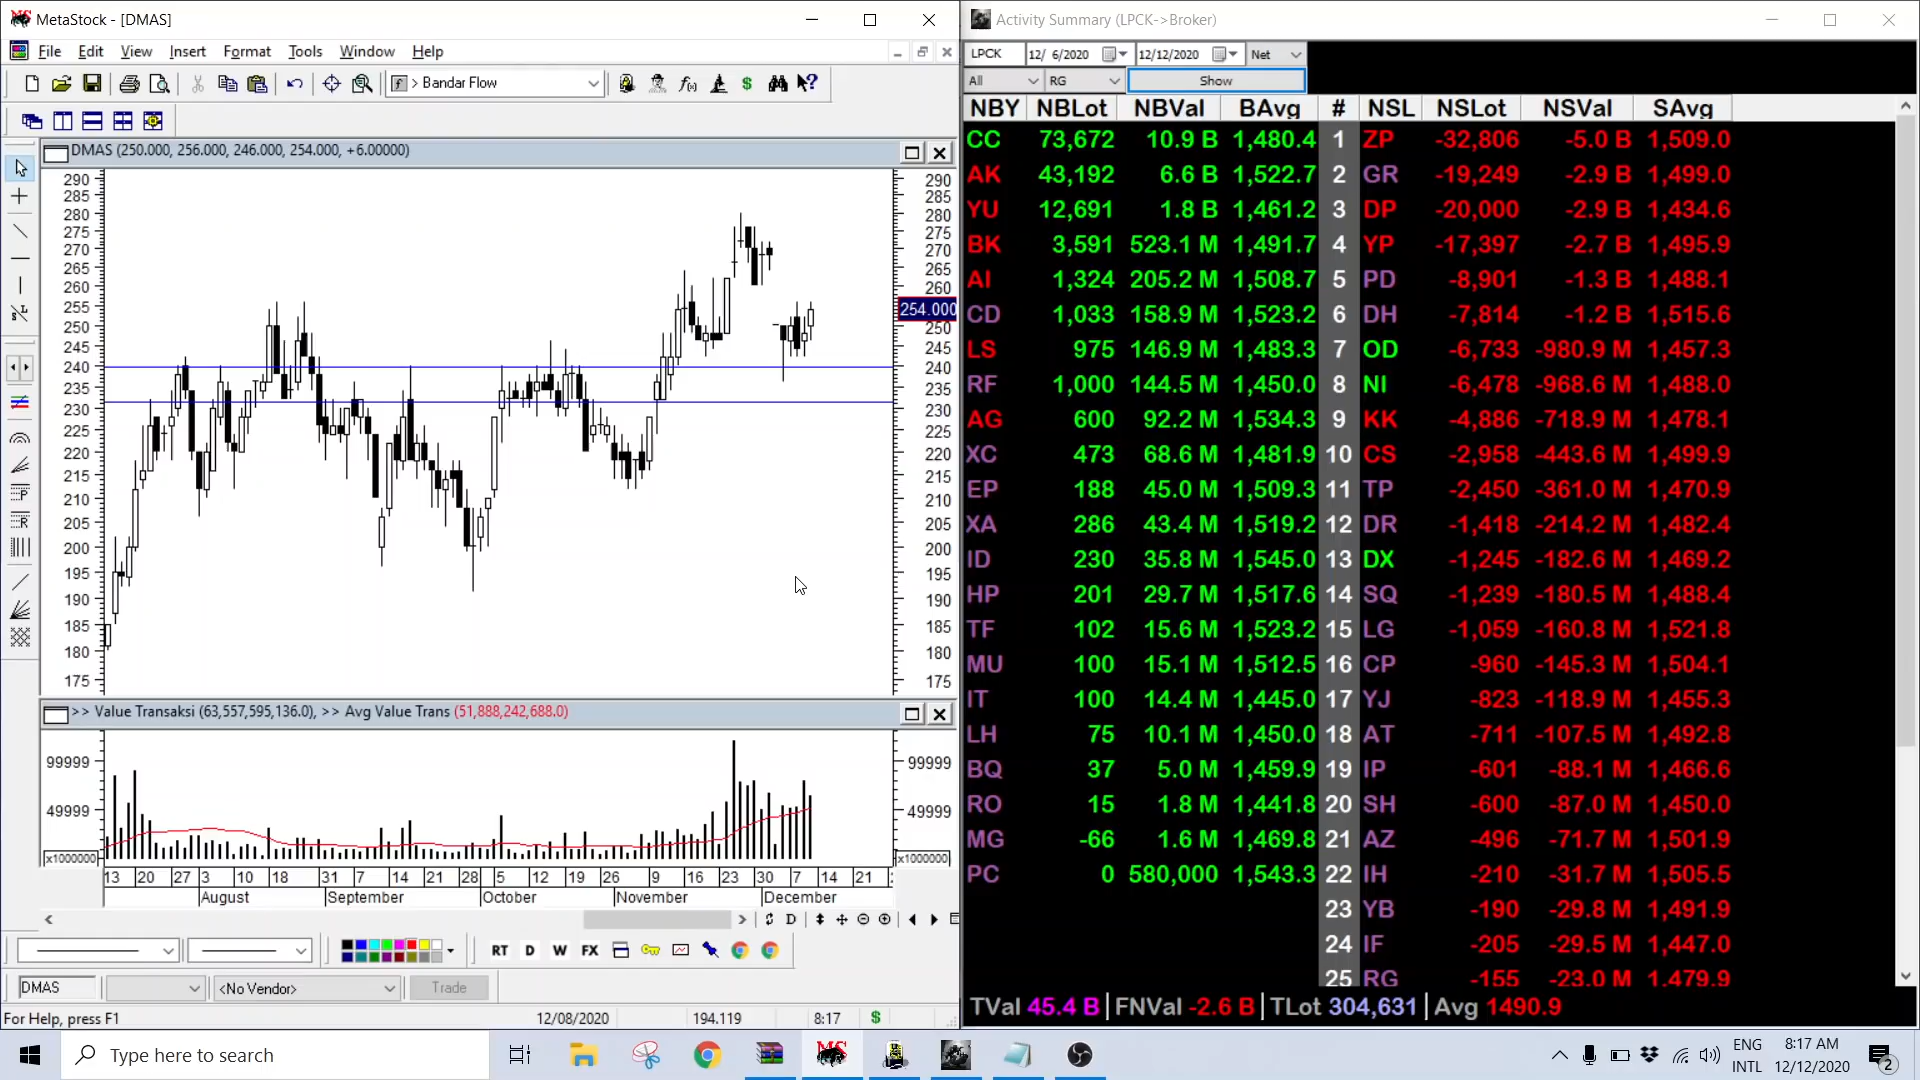 MetaStock - [DMAS]
File Edit View Insert Format Tools Window Help
> Bandar Flow
DMAS (250.000, 256.000, 246.000, 254.000, +6.00000)
290 290
285 285
280 280
275 275
270 270
265 265
260 260
255 254.000
250 250
245 245
240 240
235 235
230 230
225 225
220 220
215 215
210 210
205 205
200 200
195 195
190 190
185 185
180 180
175 175
>> Value Transaksi (63,557,595,136.0), >> Avg Value Trans (51,888,242,688.0)
99999 99999
49999 49999
x1000000 x1000000
13 20 27 3 10 18 31 7 14 21 28 5 12 19 26 9 16 23 30 7 14 21
August September October November December
RT D W FX
DMAS <No Vendor> Trade
For Help, press F1 12/08/2020 194.119 8:17 $
Activity Summary (LPCK->Broker)
LPCK 12/ 6/2020 12/12/2020 Net
All RG Show
NBY NBLot NBVal BAvg # NSL NSLot NSVal SAvg
CC 73,672 10.9 B 1,480.4 1 ZP -32,806 -5.0 B 1,509.0
AK 43,192 6.6 B 1,522.7 2 GR -19,249 -2.9 B 1,499.0
YU 12,691 1.8 B 1,461.2 3 DP -20,000 -2.9 B 1,434.6
BK 3,591 523.1 M 1,491.7 4 YP -17,397 -2.7 B 1,495.9
AI 1,324 205.2 M 1,508.7 5 PD -8,901 -1.3 B 1,488.1
CD 1,033 158.9 M 1,523.2 6 DH -7,814 -1.2 B 1,515.6
LS 975 146.9 M 1,483.3 7 OD -6,733 -980.9 M 1,457.3
RF 1,000 144.5 M 1,450.0 8 NI -6,478 -968.6 M 1,488.0
AG 600 92.2 M 1,534.3 9 KK -4,886 -718.9 M 1,478.1
XC 473 68.6 M 1,481.9 10 CS -2,958 -443.6 M 1,499.9
EP 188 45.0 M 1,509.3 11 TP -2,450 -361.0 M 1,470.9
XA 286 43.4 M 1,519.2 12 DR -1,418 -214.2 M 1,482.4
ID 230 35.8 M 1,545.0 13 DX -1,245 -182.6 M 1,469.2
HP 201 29.7 M 1,517.6 14 SQ -1,239 -180.5 M 1,488.4
TF 102 15.6 M 1,523.2 15 LG -1,059 -160.8 M 1,521.8
MU 100 15.1 M 1,512.5 16 CP -960 -145.3 M 1,504.1
IT 100 14.4 M 1,445.0 17 YJ -823 -118.9 M 1,455.3
LH 75 10.1 M 1,450.0 18 AT -711 -107.5 M 1,492.8
BQ 37 5.0 M 1,459.9 19 IP -601 -88.1 M 1,466.6
RO 15 1.8 M 1,441.8 20 SH -600 -87.0 M 1,450.0
MG -66 1.6 M 1,469.8 21 AZ -496 -71.7 M 1,501.9
PC 0 580,000 1,543.3 22 IH -210 -31.7 M 1,505.5
23 YB -190 -29.8 M 1,491.9
24 IF -205 -29.5 M 1,447.0
25 RG -155 -23.0 M 1,479.9
TVal 45.4 B FNVal -2.6 B TLot 304,631 Avg 1490.9
Type here to search
ENG 8:17 AM
INTL 12/12/2020
2